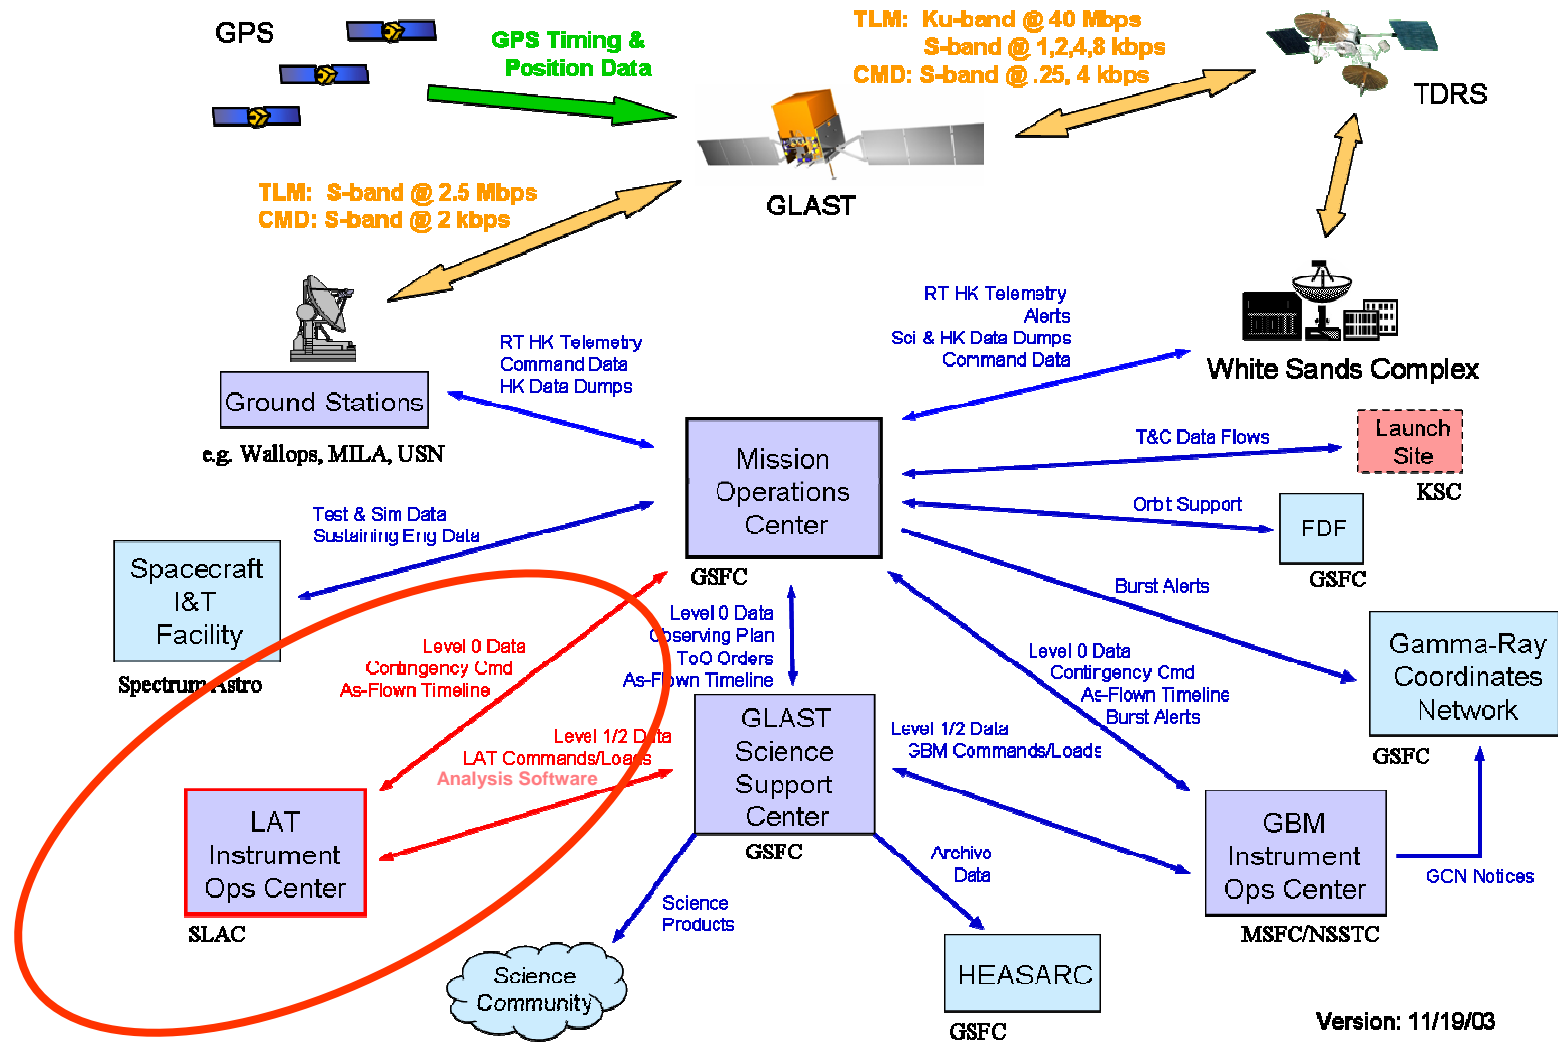 GPS
GPS Timing &
Position Data
TLM:  Ku-band @ 40 Mbps
S-band @ 1,2,4,8 kbps
CMD: S-band @ .25, 4 kbps
TDRS
GLAST
TLM:  S-band @ 2.5 Mbps
CMD: S-band @ 2 kbps
RT HK Telemetry
Alerts
Sci & HK Data Dumps
Command Data
White Sands Complex
RT HK Telemetry
Command Data
HK Data Dumps
Ground Stations
e.g. Wallops, MILA, USN
Mission
Operations
Center
GSFC
T&C Data Flows
Launch
Site
KSC
Orbt Support
FDF
GSFC
Test & Sim Data
Sustaining Eng Data
Spacecraft
I&T
Facility
Spectrum Astro
Burst Alerts
Gamma-Ray
Coordinates
Network
GSFC
Level 0 Data
Contingency Cmd
As-Flown Timeline
Level 0 Data
Observing Plan
ToO Orders
As-Flown Timeline
Level 0 Data
Contingency Cmd
As-Flown Timeline
Burst Alerts
Level 1/2 Data
LAT Commands/Loads
Analysis Software
GLAST
Science
Support
Center
GSFC
Level 1/2 Data
GBM Commands/Loads
LAT
Instrument
Ops Center
SLAC
GBM
Instrument
Ops Center
MSFC/NSSTC
GCN Notices
Science
Products
Archivo
Data
Science
Community
HEASARC
GSFC
Version: 11/19/03